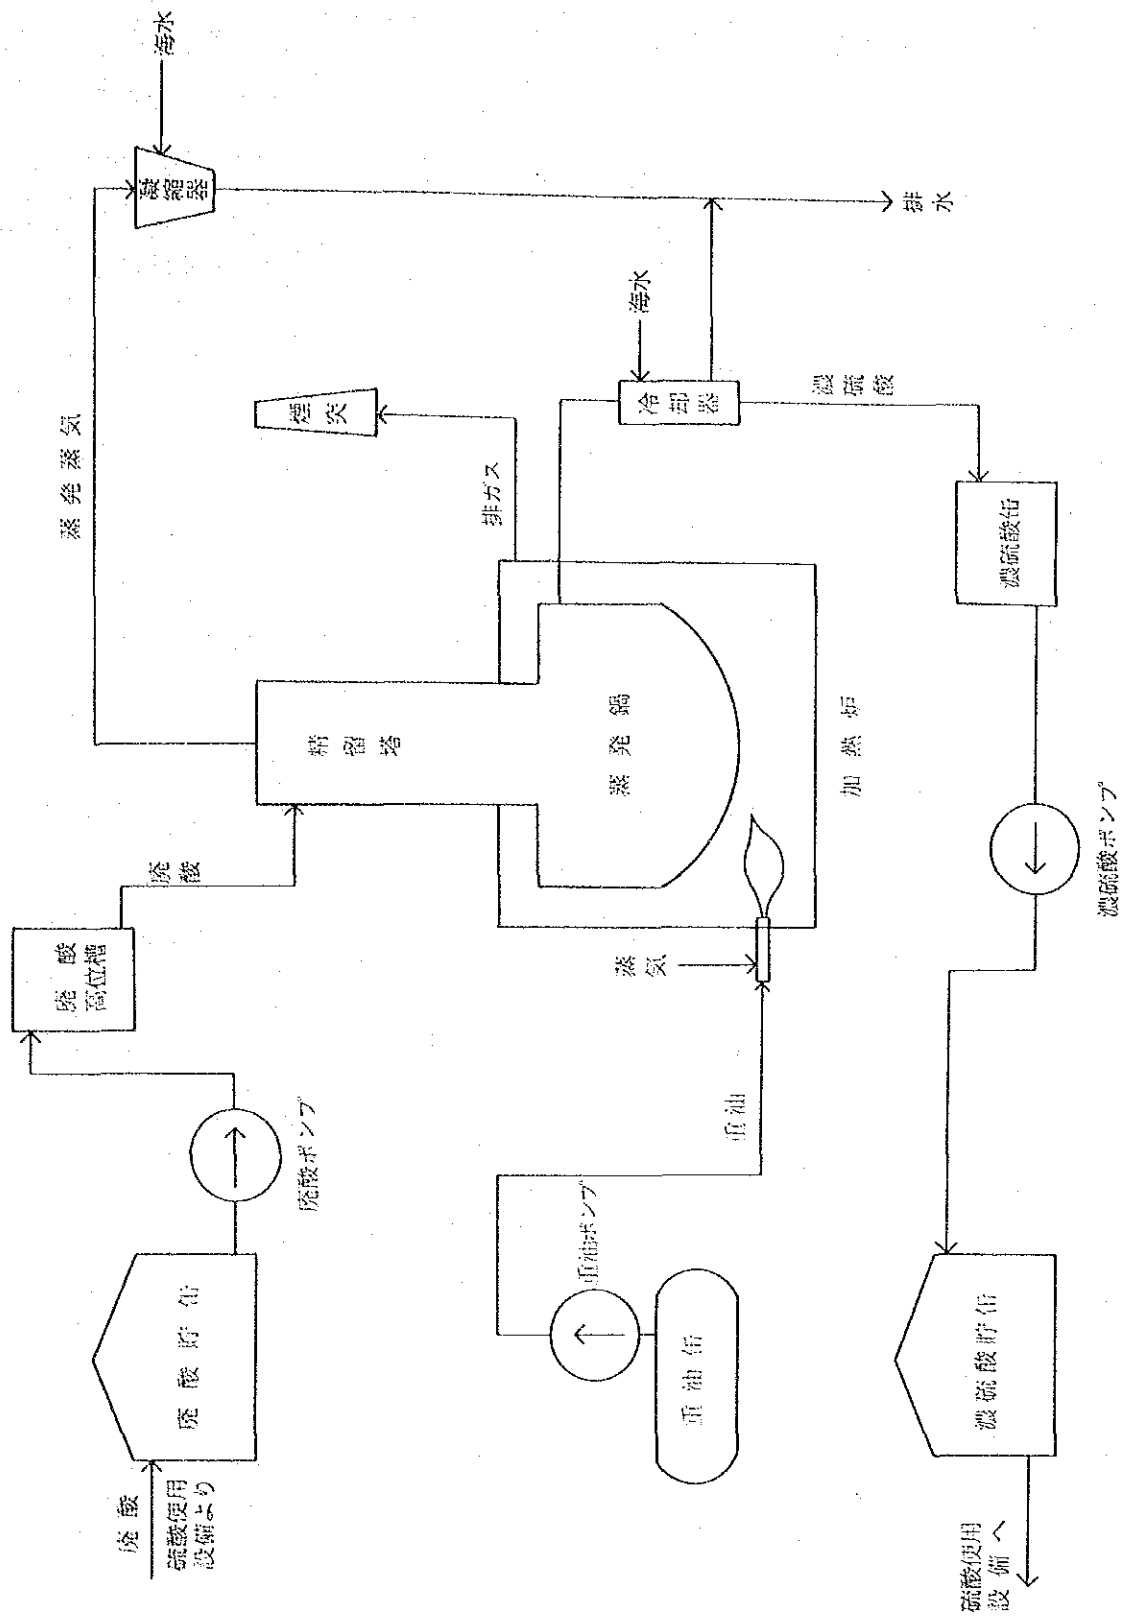 廃酸
硫酸使用
設備より
廃酸貯缶
廃酸ポンプ
廃酸
高位槽
廃酸
精留塔
蒸発蒸気
海水
凝縮器
排水
煙突
排ガス
海水
冷却器
濃硫酸
蒸発鍋
加熱炉
蒸気
重油
重油ポンプ
重油缶
濃硫酸缶
濃硫酸ポンプ
濃硫酸貯缶
硫酸使用
設備へ